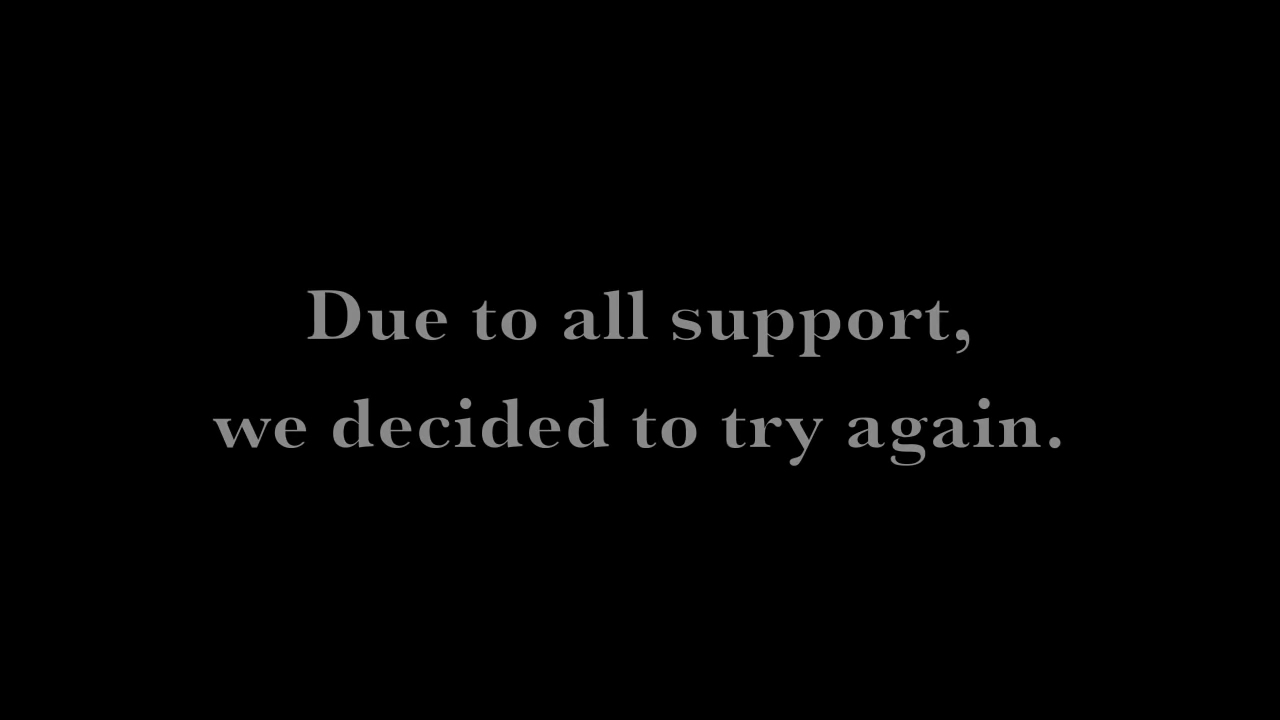 Due to all support,
we decided to try again.